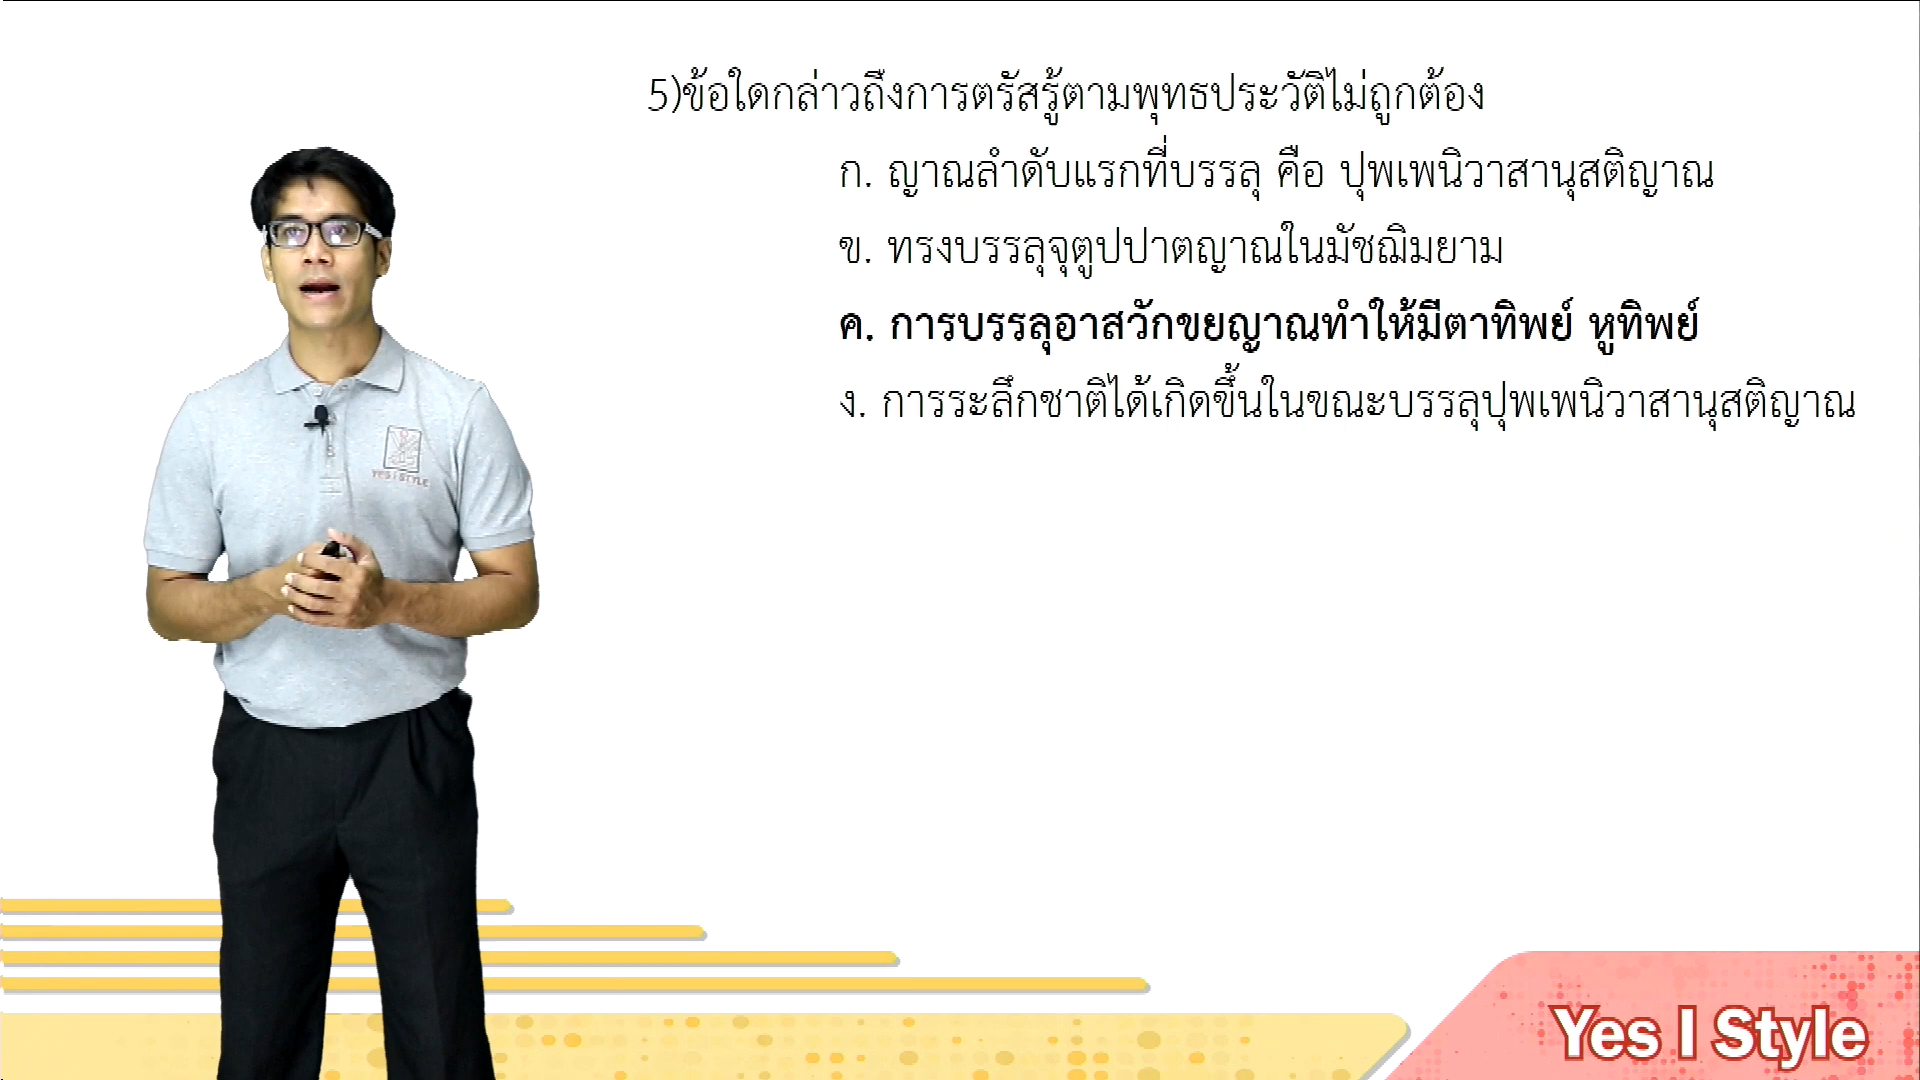 5)ข้อใดกล่าวถึงการตรัสรู้ตามพุทธประวัติไม่ถูกต้อง
ก. ญาณลำดับแรกที่บรรลุ คือ ปุพเพนิวาสานุสติญาณ
ข. ทรงบรรลุจุตูปปาตญาณในมัชฌิมยาม
ค. การบรรลุอาสวักขยญาณทำให้มีตาทิพย์ หูทิพย์
ง. การระลึกชาติได้เกิดขึ้นในขณะบรรลุปุพเพนิวาสานุสติญาณ
YES I STYLE
Yes I Style